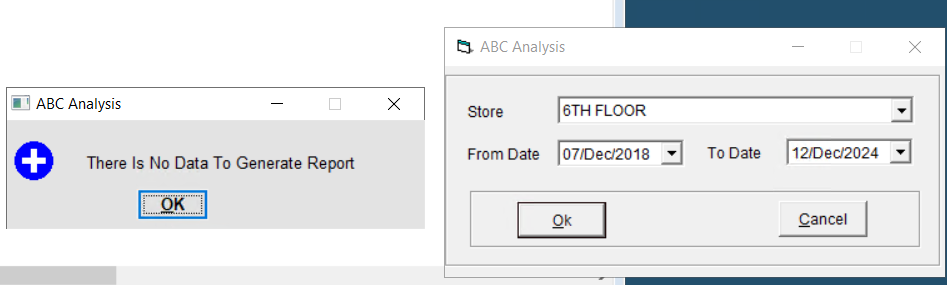 ABC Analysis
There Is No Data To Generate Report
OK
ABC Analysis
Store 6TH FLOOR
From Date 07/Dec/2018 To Date 12/Dec/2024
Ok Cancel